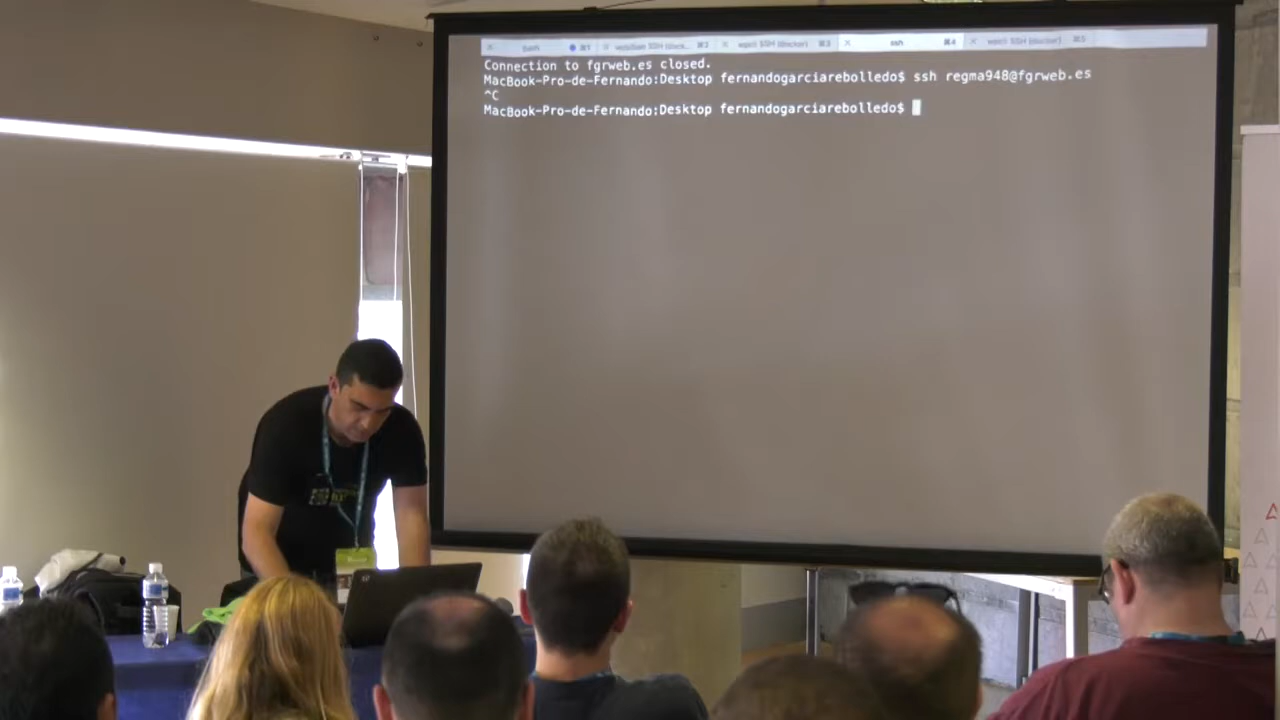 ssh
Connection to fgrweb.es closed.
MacBook-Pro-de-Fernando:Desktop fernandogarciarebolledo$ ssh regma948@fgrweb.es
^C
MacBook-Pro-de-Fernando:Desktop fernandogarciarebolledo$